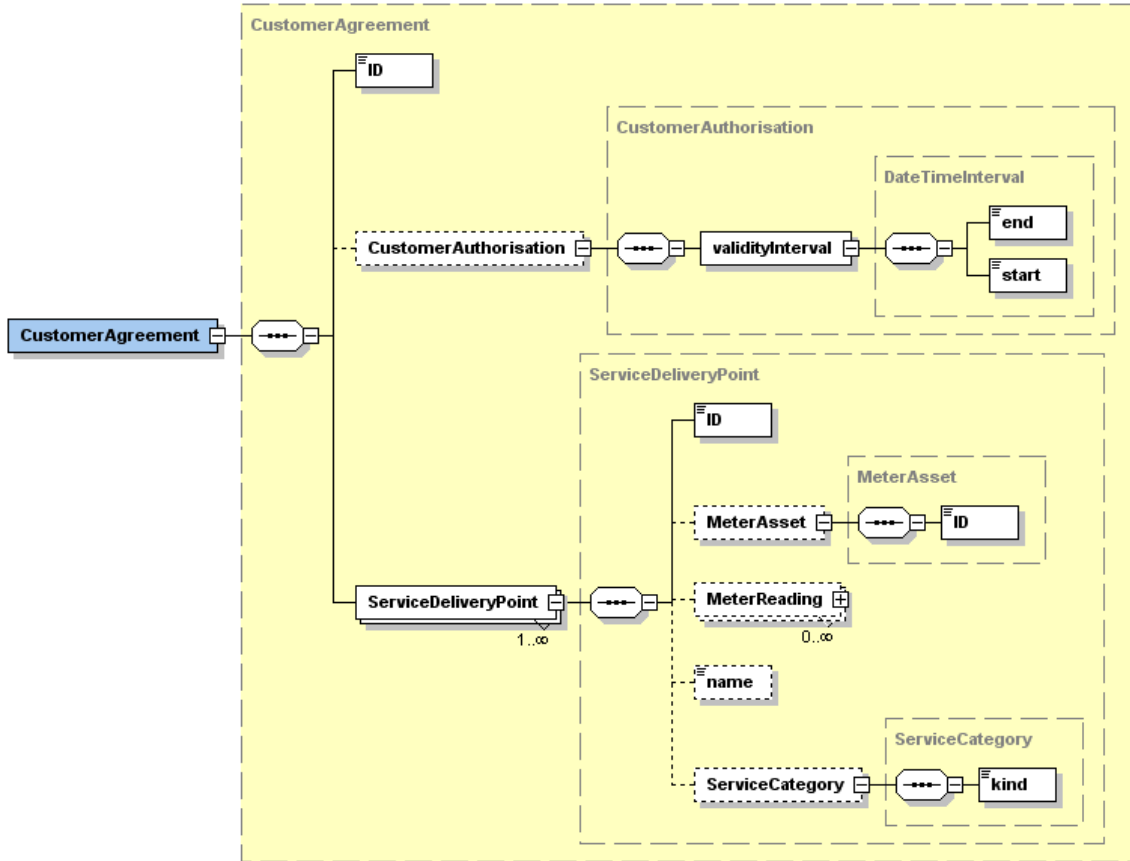 CustomerAgreement
ID
CustomerAuthorisation
DateTimeInterval
end
CustomerAuthorisation
validityInterval
start
CustomerAgreement
ServiceDeliveryPoint
ID
MeterAsset
MeterAsset
ID
ServiceDeliveryPoint
1..∞
MeterReading
0..∞
name
ServiceCategory
ServiceCategory
kind